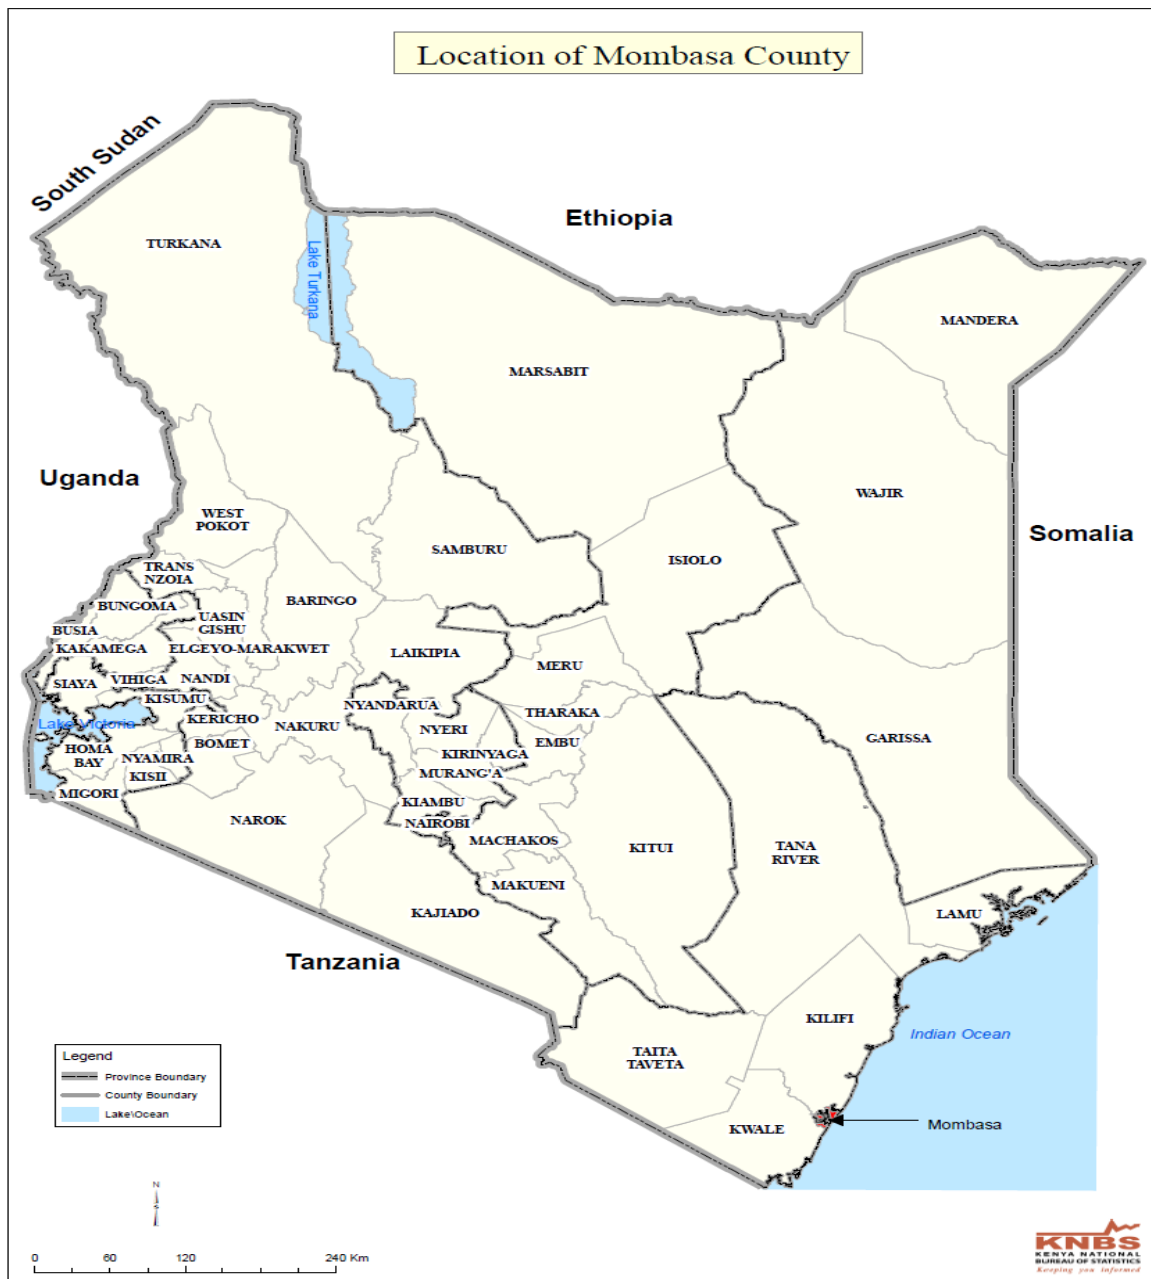 Location of Mombasa County
South Sudan
Ethiopia
TURKANA
Lake Turkana
MANDERA
MARSABIT
Uganda
WAJIR
WEST
POKOT
Somalia
SAMBURU
ISIOLO
TRANS
NZOIA
BARINGO
BUNGOMA
UASIN
GISHU
BUSIA
KAKAMEGA
ELGEYO-MARAKWET
LAIKIPIA
MERU
SIAYA
VIHIGA
NANDI
KISUMU
NYANDARUA
THARAKA
Lake Victoria
KERICHO
NAKURU
NYERI
GARISSA
HOMA
BAY
NYAMIRA
BOMET
EMBU
KIRINYAGA
KISII
MURANG'A
MIGORI
KIAMBU
NAROK
NAIROBI
MACHAKOS
KITUI
TANA
RIVER
MAKUENI
KAJIADO
LAMU
Tanzania
KILIFI
Indian Ocean
TAITA
TAVETA
KWALE
Mombasa
Legend
Province Boundary
County Boundary
Lake\Ocean
N
0 60 120 240 Km
KNBS
KENYA NATIONAL
BUREAU OF STATISTICS
Keeping you informed